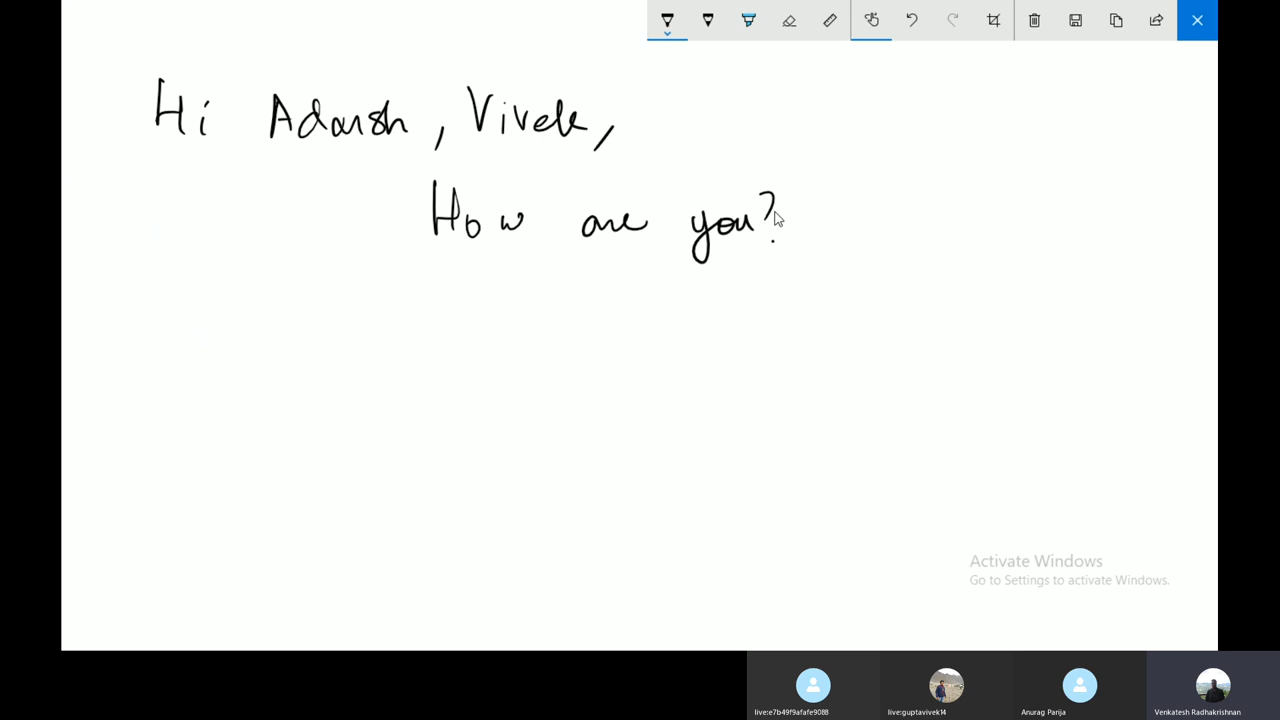 Hi Adarsh, Vivek,
How are you?
Activate Windows
Go to Settings to activate Windows.
live:e7b49f9afafe9088
live:guptavivek14
Anurag Parija
Venkatesh Radhakrishnan